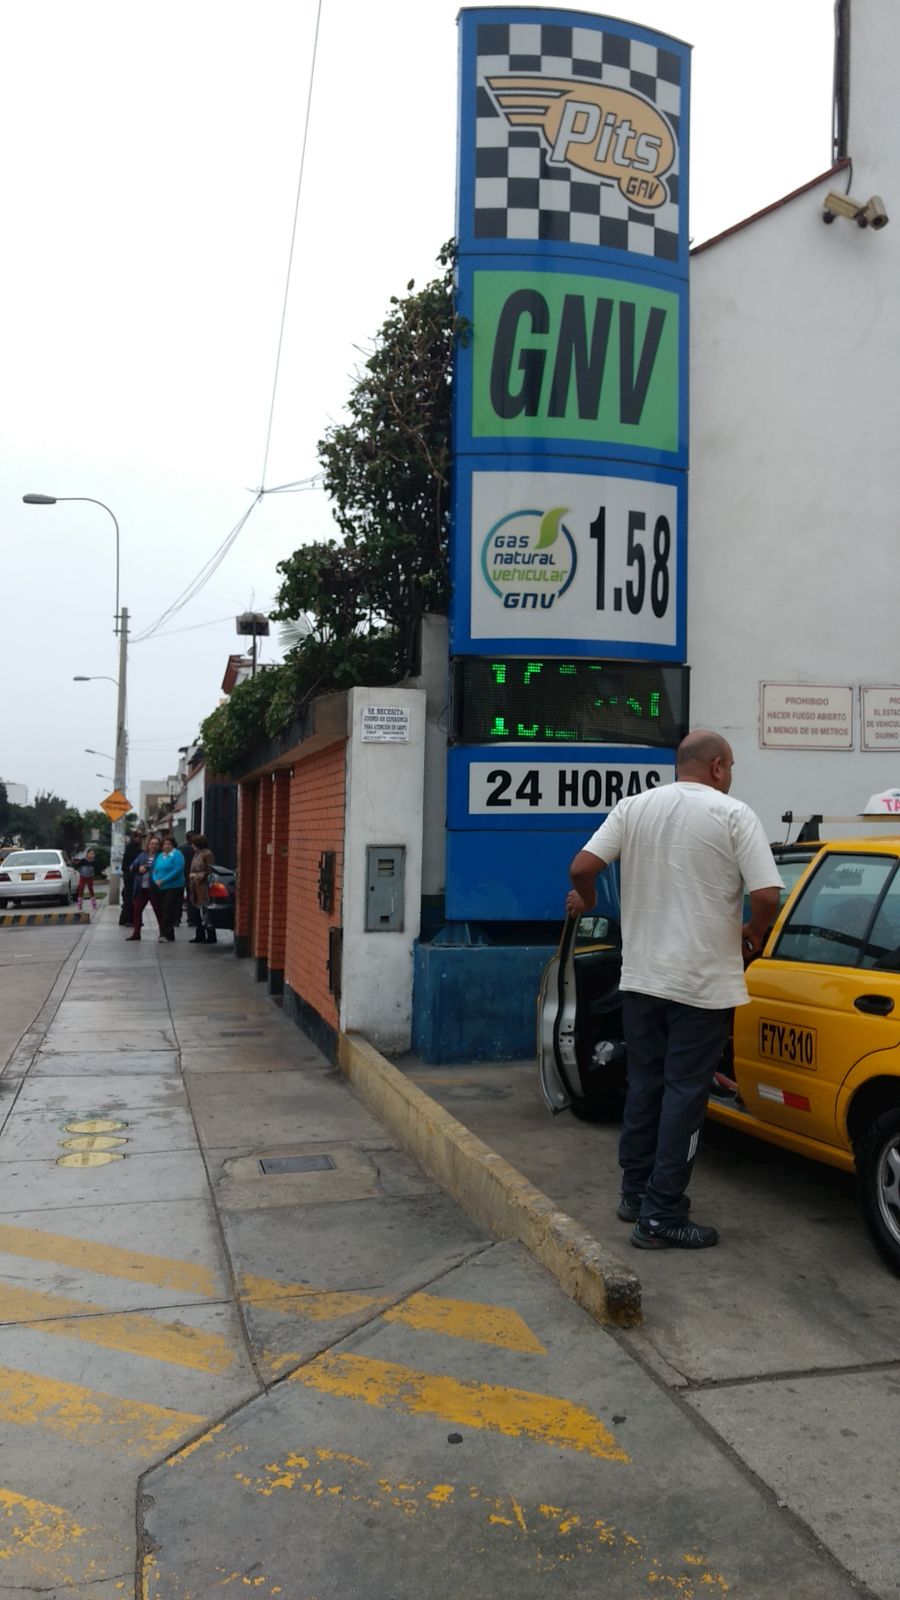 Pits
GNV
GNV
Gas
natural
vehicular
GNV
1.58
24 HORAS
SE NECESITA
PROHIBIDO
HACER FUEGO ABIERTO
A MENOS DE 50 METROS
F7Y-310